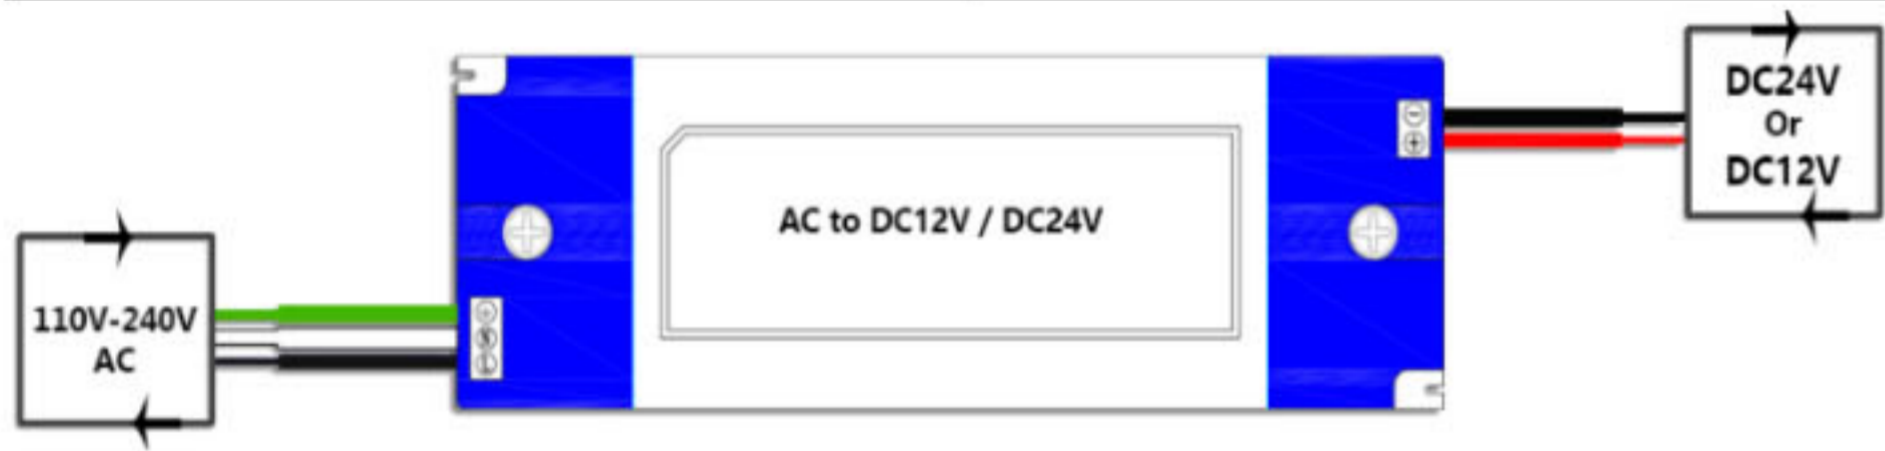 110V-240V
AC
N
L
AC to DC12V / DC24V
-
+
DC24V
Or
DC12V